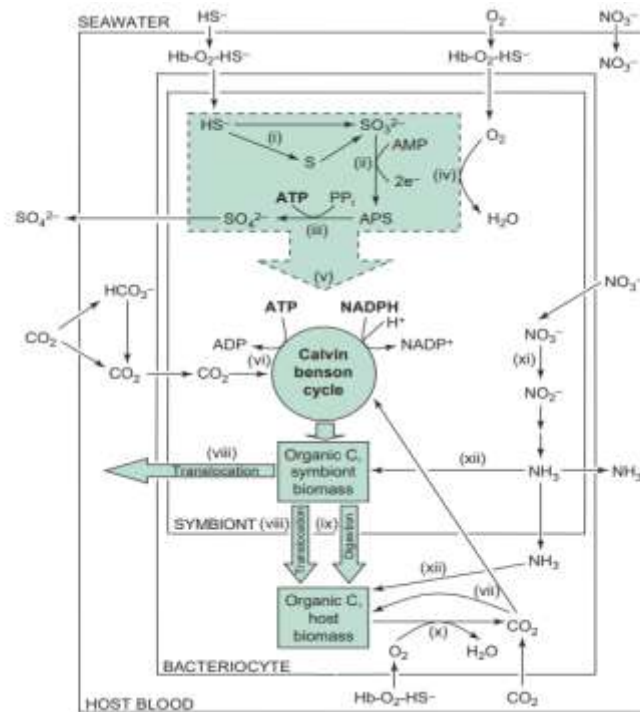 SEAWATER
HS⁻
O₂
NO₃⁻
Hb-O₂-HS⁻
Hb-O₂-HS⁻
NO₃⁻
HS⁻
SO₃²⁻
O₂
(i)
AMP
S
(ii)
(iv)
2e⁻
ATP
PPᵢ
SO₄²⁻
SO₄²⁻
APS
H₂O
(iii)
(v)
HCO₃⁻
NO₃⁻
ATP
NADPH
H⁺
NO₃⁻
CO₂
ADP
NADP⁺
(xi)
(vi)
Calvin
benson
cycle
CO₂
CO₂
NO₂⁻
(viii)
Translocation
Organic C,
symbiont
biomass
(xii)
NH₃
NH₃
SYMBIONT
(viii)
Translocation
(ix)
Digestion
NH₃
(xii)
(vii)
Organic C,
host
biomass
(x)
CO₂
O₂
H₂O
BACTERIOCYTE
Hb-O₂-HS⁻
CO₂
HOST BLOOD